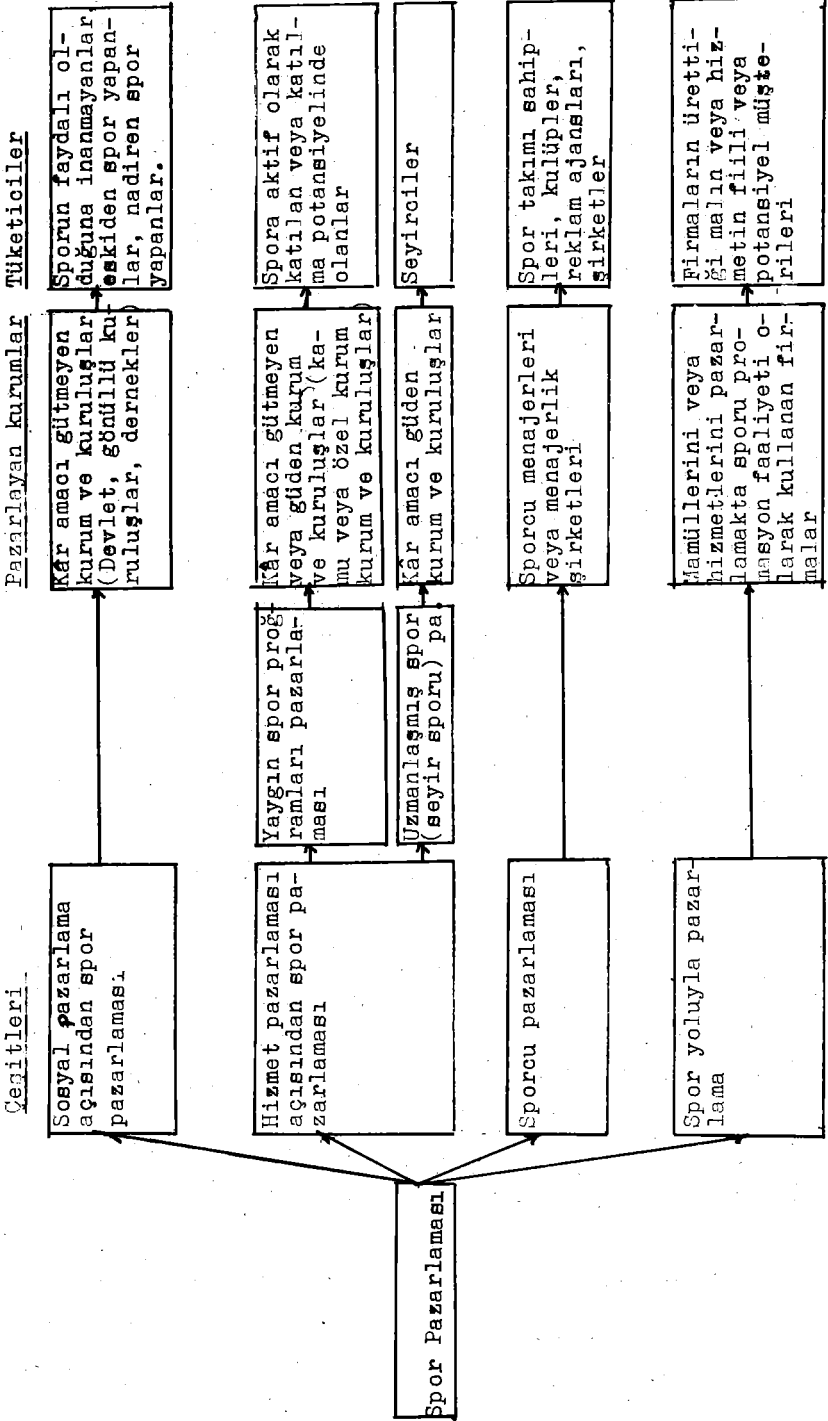 Çeşitleri
Pazarlayan kurumlar
Tüketiciler
Spor Pazarlaması
Sosyal pazarlama
açısından spor
pazarlaması
Kâr amacı gütmeyen
kurum ve kuruluşlar
(Devlet, gönüllü ku-
ruluşlar, dernekler)
Sporun faydalı ol-
duğuna inanmayanlar,
eskiden spor yapan-
lar, nadiren spor
yapanlar.
Hizmet pazarlaması
açısından spor pa-
zarlaması
Yaygın spor proğ-
ramları pazarla-
ması
Kâr amacı gütmeyen
veya güden kurum
ve kuruluşlar (ka-
mu veya özel kurum
kurum ve kuruluşlar)
Spora aktif olarak
katılan veya katıl-
ma potansiyelinde
olanlar
Uzmanlaşmış spor
(seyir sporu) pa.
Kâr amacı güden
kurum ve kuruluşlar
Seyirciler
Sporcu pazarlaması
Sporcu menajerleri
veya menajerlik
şirketleri
Spor takımı sahip-
leri, kulüpler,
reklam ajansları,
şirketler
Spor yoluyla pazar-
lama
Mamüllerini veya
hizmetlerini pazar-
lamakta sporu pro-
masyon faaliyeti o-
larak kullanan fir-
malar
Firmaların üretti-
ği malın veya hiz-
metin fiili veya
potansiyel müşte-
rileri